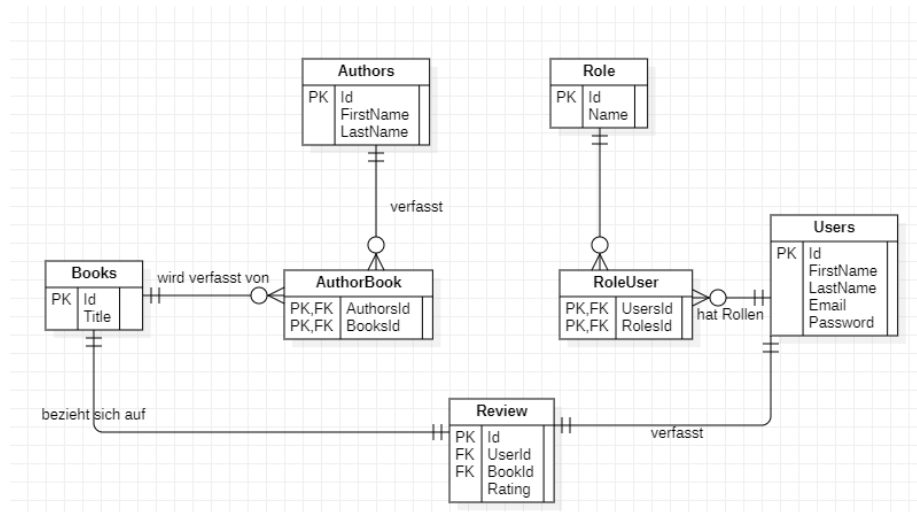 Authors
PK Id
FirstName
LastName
Role
PK Id
Name
verfasst
Users
PK Id
FirstName
LastName
Email
Password
Books
PK Id
Title
wird verfasst von
AuthorBook
PK,FK AuthorsId
PK,FK BooksId
RoleUser
PK,FK UsersId
PK,FK RolesId
hat Rollen
bezieht sich auf
Review
PK Id
FK UserId
FK BookId
Rating
verfasst